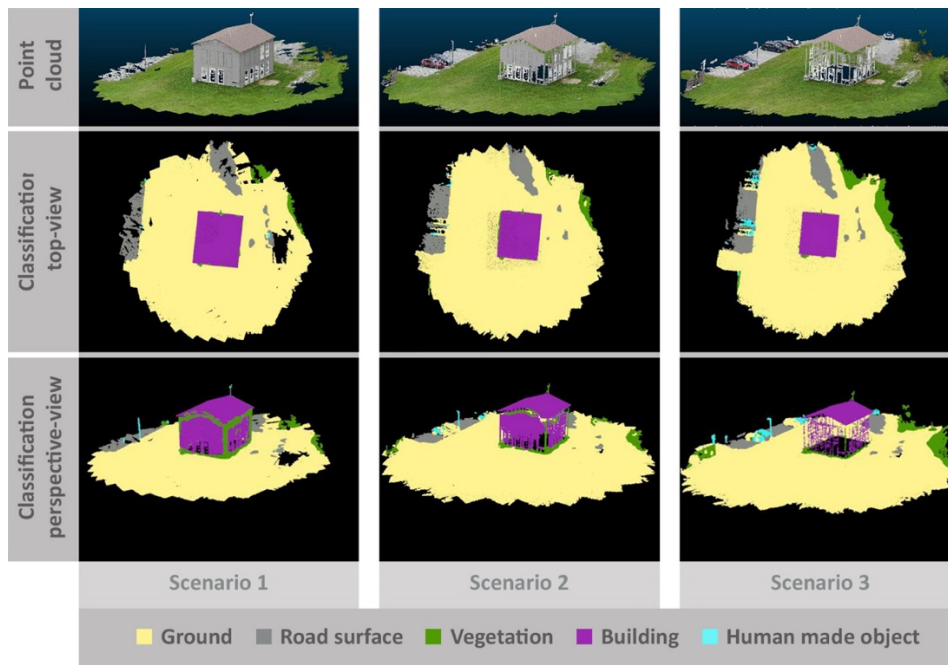 Point
cloud
Classification
top-view
Classification
perspective-view
Scenario 1
Scenario 2
Scenario 3
Ground
Road surface
Vegetation
Building
Human made object